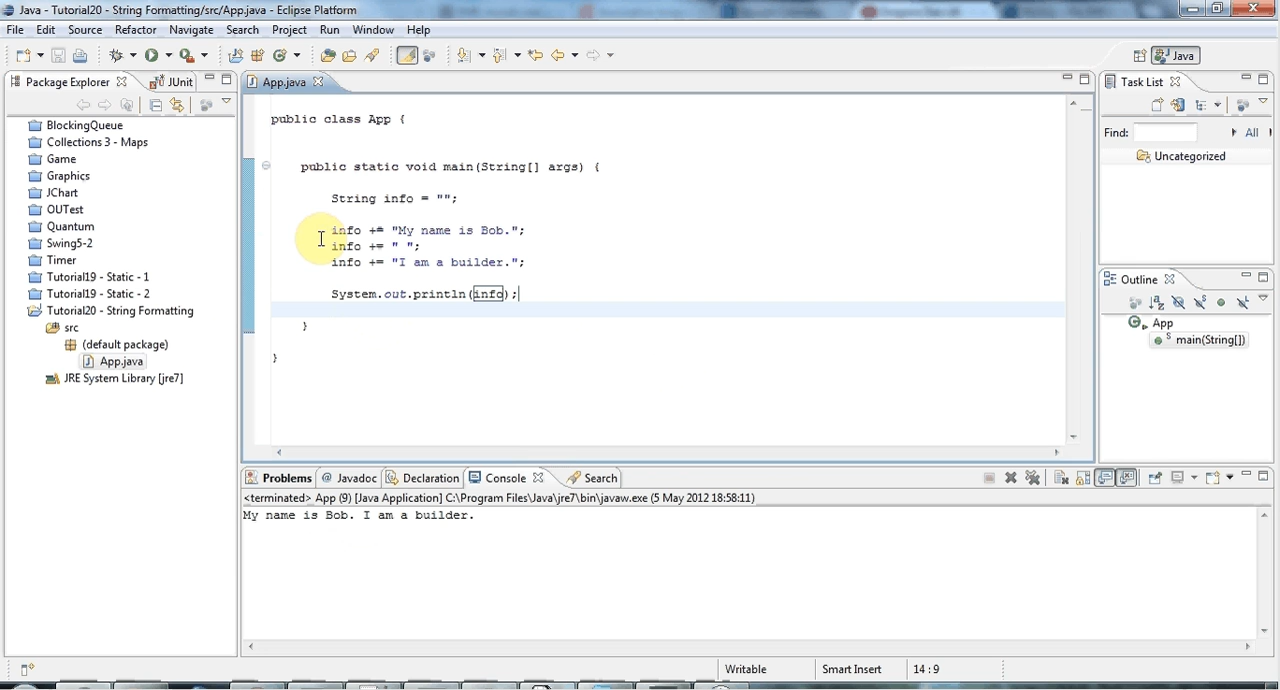 Java - Tutorial20 - String Formatting/src/App.java - Eclipse Platform
File Edit Source Refactor Navigate Search Project Run Window Help
Java
Package Explorer JUnit
BlockingQueue
Collections 3 - Maps
Game
Graphics
JChart
OUTest
Quantum
Swing5-2
Timer
Tutorial19 - Static - 1
Tutorial19 - Static - 2
Tutorial20 - String Formatting
src
(default package)
App.java
JRE System Library [jre7]
App.java
public class App {
public static void main(String[] args) {
String info = "";
info += "My name is Bob.";
info += " ";
info += "I am a builder.";
System.out.println(info);
}
}
Task List
Find: All
Uncategorized
Outline
App
main(String[])
Problems @ Javadoc Declaration Console Search
<terminated> App (9) [Java Application] C:\Program Files\Java\jre7\bin\javaw.exe (5 May 2012 18:58:11)
My name is Bob. I am a builder.
Writable Smart Insert 14 : 9